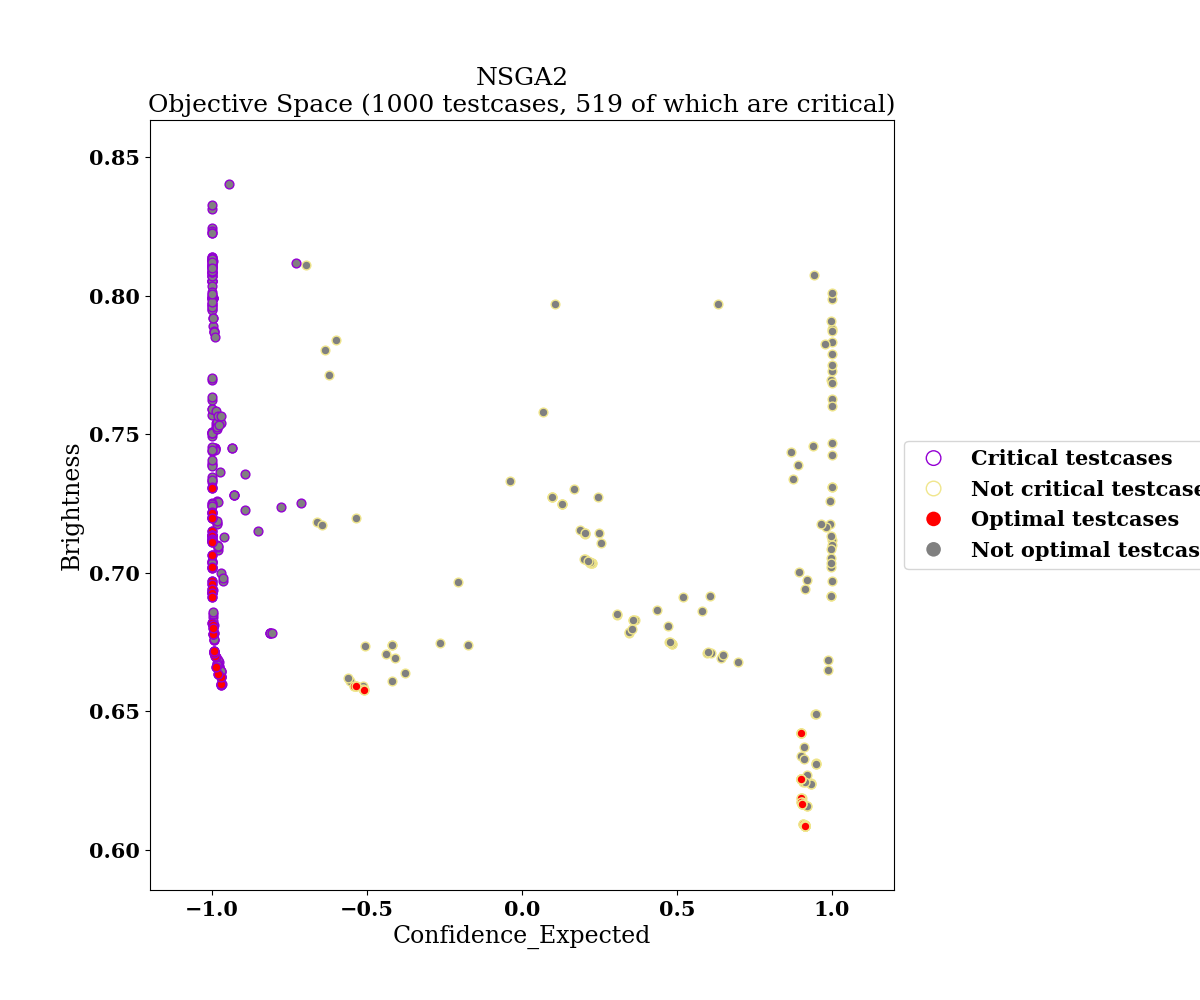 NSGA2
Objective Space (1000 testcases, 519 of which are critical)
0.85
0.80
0.75
0.70
0.65
0.60
Brightness
−1.0
−0.5
0.0
0.5
1.0
Confidence_Expected
Critical testcases
Not critical testcase
Optimal testcases
Not optimal testcas